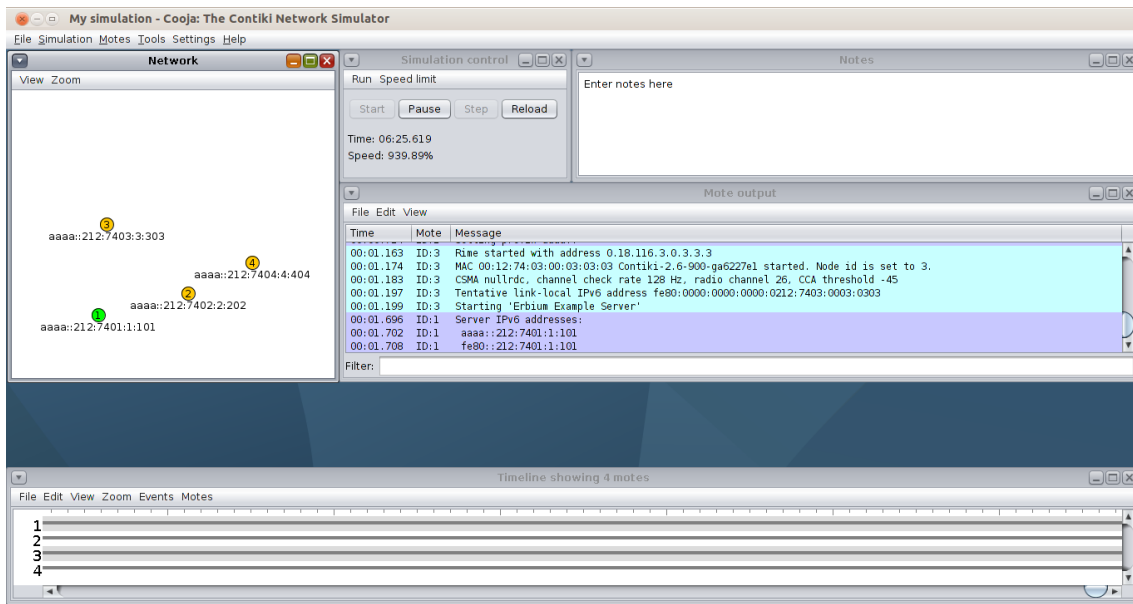 My simulation - Cooja: The Contiki Network Simulator
File Simulation Motes Tools Settings Help
Network
View Zoom
3
aaaa::212:7403:3:303
4
aaaa::212:7404:4:404
2
aaaa::212:7402:2:202
1
aaaa::212:7401:1:101
Simulation control
Run Speed limit
Start Pause Step Reload
Time: 06:25.619
Speed: 939.89%
Notes
Enter notes here
Mote output
File Edit View
Time Mote Message
00:01.163 ID:3 Rime started with address 0.18.116.3.0.3.3.3
00:01.174 ID:3 MAC 00:12:74:03:00:03:03:03 Contiki-2.6-900-ga6227e1 started. Node id is set to 3.
00:01.183 ID:3 CSMA nullrdc, channel check rate 128 Hz, radio channel 26, CCA threshold -45
00:01.197 ID:3 Tentative link-local IPv6 address fe80:0000:0000:0000:0212:7403:0003:0303
00:01.199 ID:3 Starting 'Erbium Example Server'
00:01.696 ID:1 Server IPv6 addresses:
00:01.702 ID:1 aaaa::212:7401:1:101
00:01.708 ID:1 fe80::212:7401:1:101
Filter:
Timeline showing 4 motes
File Edit View Zoom Events Motes
1
2
3
4